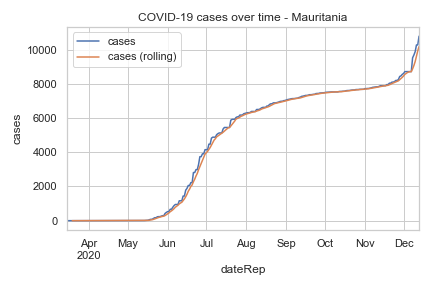 COVID-19 cases over time - Mauritania
cases
cases (rolling)
10000
8000
6000
4000
2000
0
cases
Apr May Jun Jul Aug Sep Oct Nov Dec
2020
dateRep